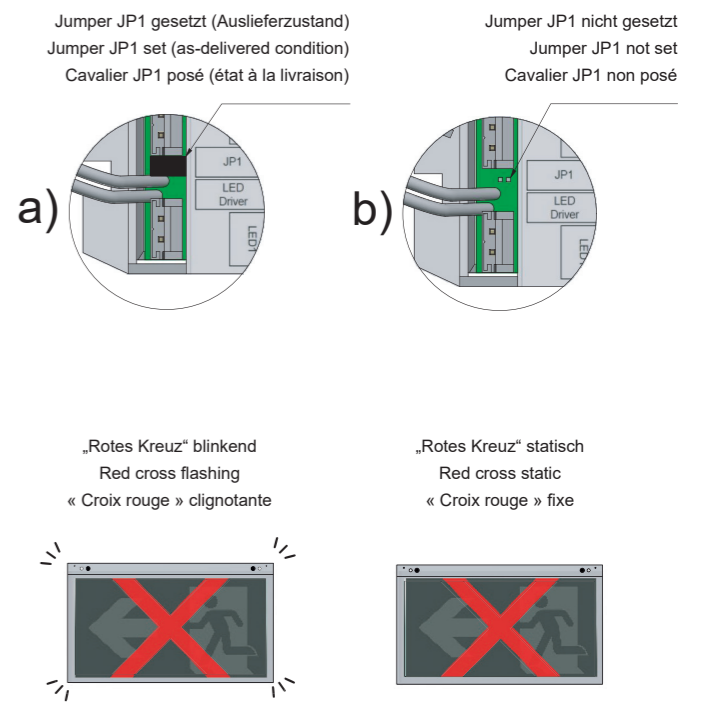 Jumper JP1 gesetzt (Auslieferzustand)
Jumper JP1 set (as-delivered condition)
Cavalier JP1 posé (état à la livraison)
Jumper JP1 nicht gesetzt
Jumper JP1 not set
Cavalier JP1 non posé
a)
JP1
LED
Driver
LED1
b)
JP1
LED
Driver
„Rotes Kreuz“ blinkend
Red cross flashing
« Croix rouge » clignotante
„Rotes Kreuz“ statisch
Red cross static
« Croix rouge » fixe